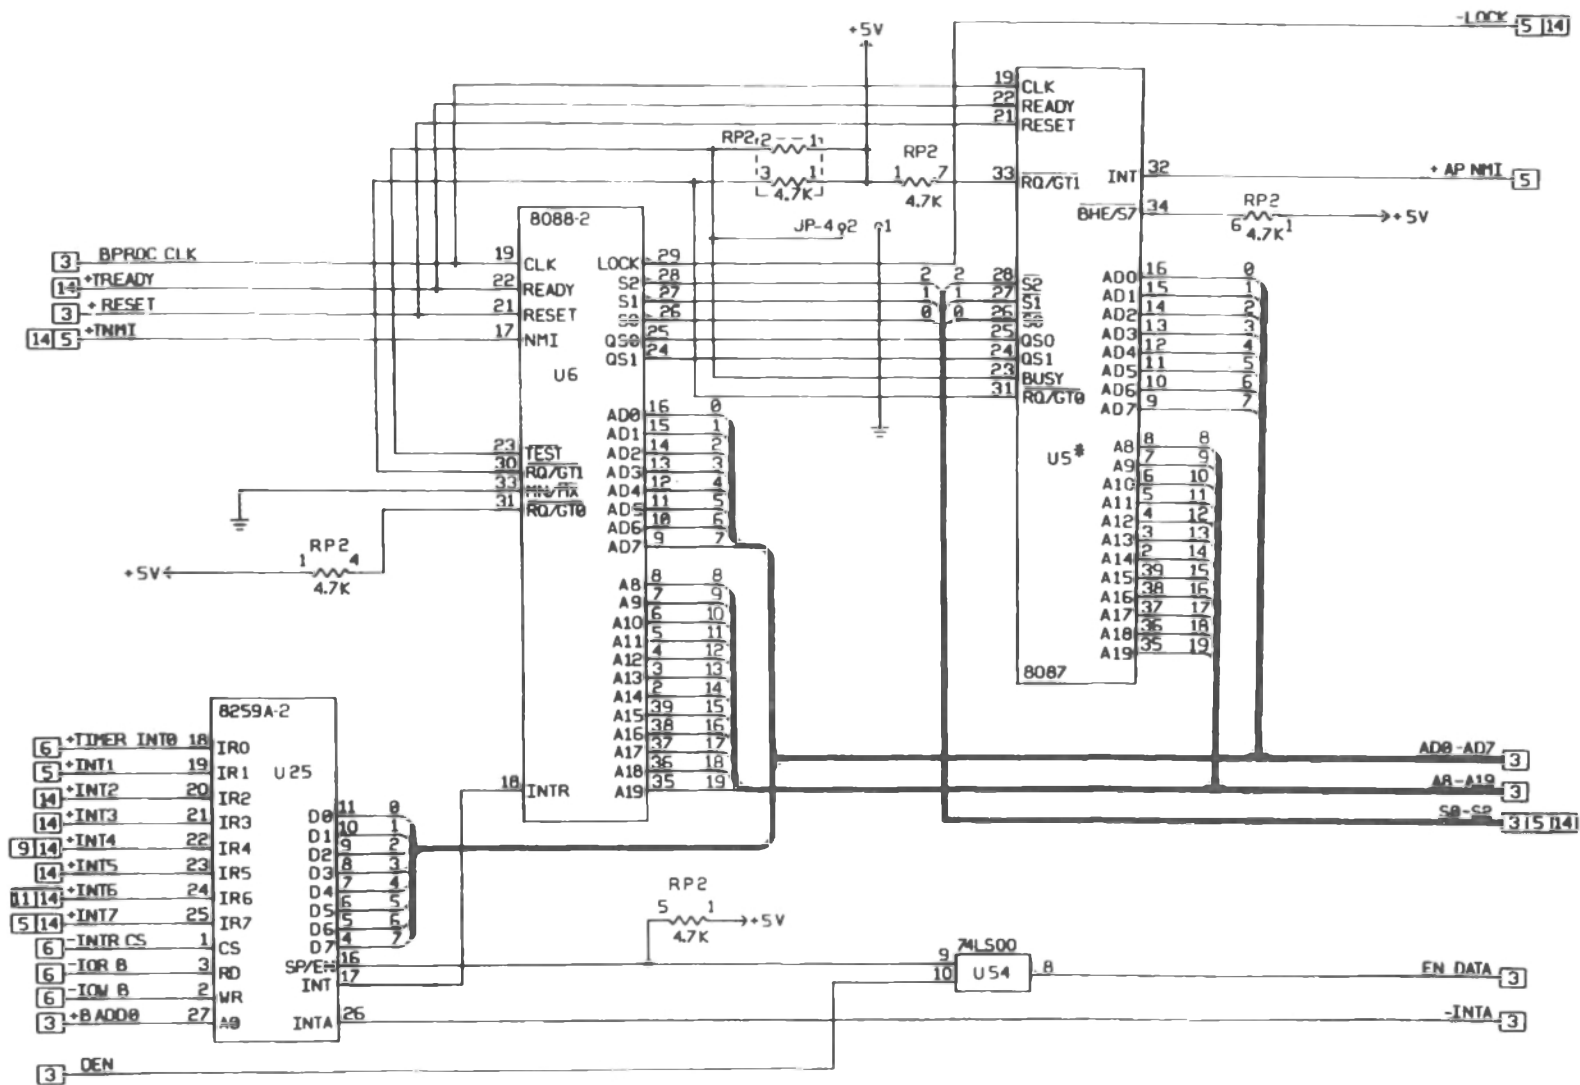 -LOCK 5 14
+5V
19 CLK
22 READY
21 RESET
RP2 2 1
3 1
4.7K
RP2
1 7
4.7K
33 RQ/GT1
INT 32
+ AP NMI 5
BHE/S7 34
RP2
6 1
4.7K
+5V
8088-2
JP-4 2 1
3 BPROC CLK 19 CLK
14 +TREADY 22 READY
3 + RESET 21 RESET
14 5 +TNMI 17 NMI
U6
LOCK 29
S2 28
S1 27
S0 26
QS0 25
QS1 24
2 2 28 S2
1 1 27 S1
0 0 26 S0
25 QS0
24 QS1
23 BUSY
31 RQ/GT0
AD0 16 0
AD1 15 1
AD2 14 2
AD3 13 3
AD4 12 4
AD5 11 5
AD6 10 6
AD7 9 7
23 TEST
30 RQ/GT1
33 MN/MX
31 RQ/GT0
AD0 16 0
AD1 15 1
AD2 14 2
AD3 13 3
AD4 12 4
AD5 11 5
AD6 10 6
AD7 9 7
U5*
A8 8 8
A9 7 9
A10 6 10
A11 5 11
A12 4 12
A13 3 13
A14 2 14
A15 39 15
A16 38 16
A17 37 17
A18 36 18
A19 35 19
8087
+5V
RP2
1 4
4.7K
A8 8 8
A9 7 9
A10 6 10
A11 5 11
A12 4 12
A13 3 13
A14 2 14
A15 39 15
A16 38 16
A17 37 17
A18 36 18
A19 35 19
18 INTR
8259A-2
U25
6 +TIMER INT0 18 IR0
5 +INT1 19 IR1
14 +INT2 20 IR2
14 +INT3 21 IR3
9 14 +INT4 22 IR4
14 +INT5 23 IR5
11 14 +INT6 24 IR6
5 14 +INT7 25 IR7
6 -INTR CS 1 CS
6 -IOR B 3 RD
6 -IOW B 2 WR
3 +B ADD0 27 A0
D0 11 0
D1 10 1
D2 9 2
D3 8 3
D4 7 4
D5 6 5
D6 5 6
D7 4 7
SP/EN 16
INT 17
INTA 26
AD0-AD7 3
A8-A19 3
S0-S2 3 5 14
RP2
5 1
4.7K
+5V
74LS00
9
10
U54
8
EN DATA 3
-INTA 3
3 DEN